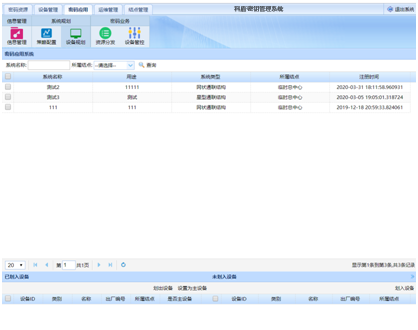 密码资源 设备管理 密码应用 运维管理 结点管理
科盾密钥管理系统
退出系统
信息管理 系统规划 密码业务
信息管理 策略配置 设备规划 资源分发 设备管控
密码应用系统
系统名称: 所属结点: --请选择-- 查询
系统名称 用途 系统类型 所属结点 注册时间
测试2 11111 网状通联结构 临时总中心 2020-03-31 18:11:58.960931
测试3 测试 星型通联结构 临时总中心 2020-03-05 19:05:01.318724
111 111 网状通联结构 临时总中心 2019-12-18 20:59:33.824061
20 第 1 共1页 显示第1条到第3条,共3条记录
已划入设备 未划入设备
划出设备 设置为主设备 划入设备
设备ID 类别 名称 出厂编号 所属结点 是否主设备 设备ID 类别 名称 出厂编号 所属结点